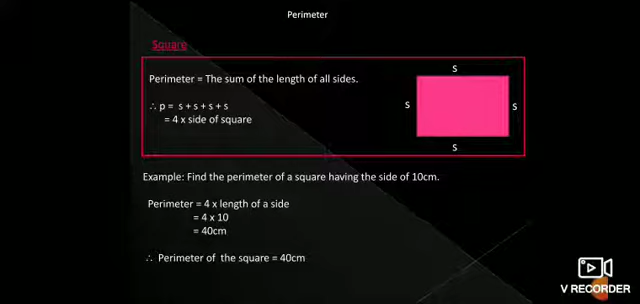 Perimeter
Square
Perimeter = The sum of the length of all sides.
∴ p = s + s + s + s
= 4 x side of square
s
s
s
s
Example: Find the perimeter of a square having the side of 10cm.
Perimeter = 4 x length of a side
= 4 x 10
= 40cm
∴ Perimeter of the square = 40cm
V RECORDER